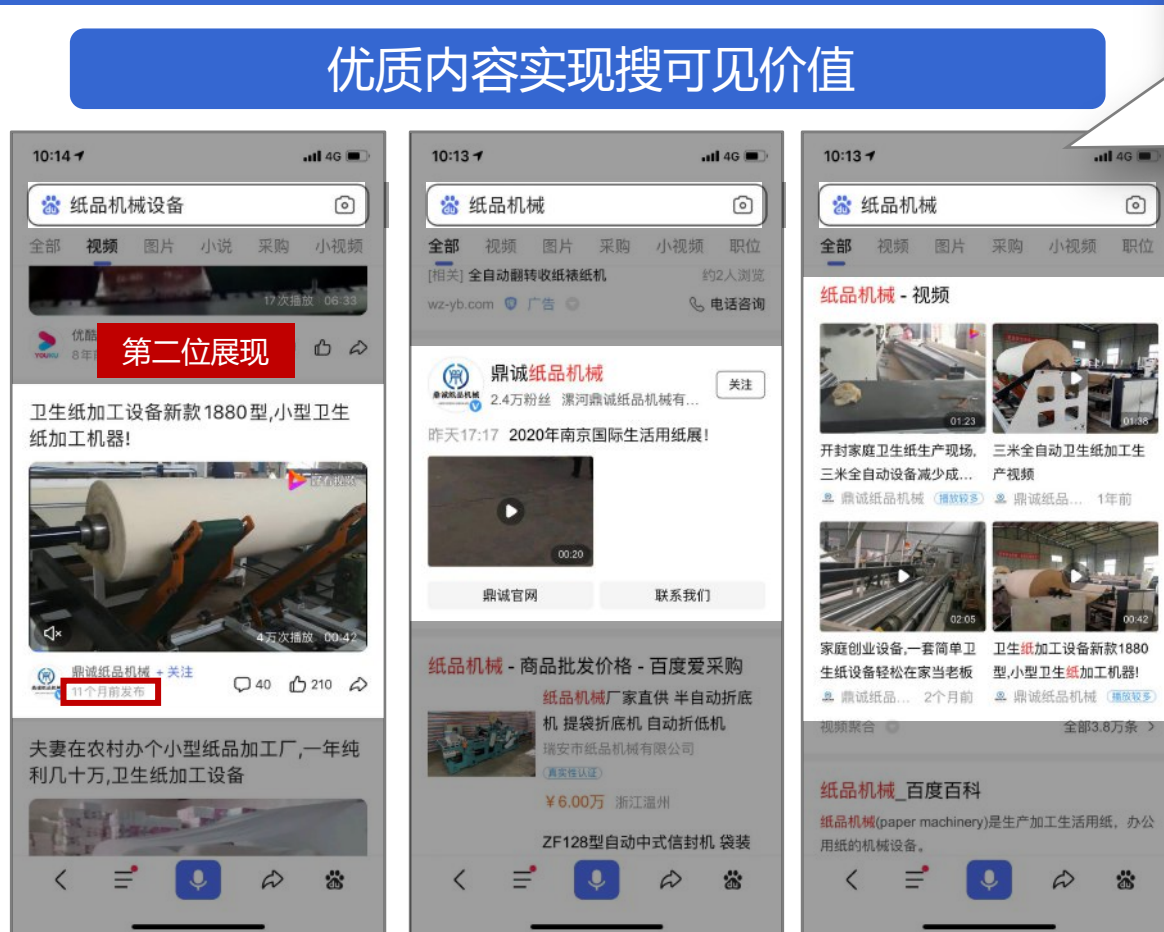 优质内容实现搜可见价值
10:14
4G
纸品机械设备
全部 视频 图片 小说 采购 小视频
17次播放 06:33
YOUKU
优酷
8年前
第二位展现
卫生纸加工设备新款1880型,小型卫生
纸加工机器!
好看视频
4万次播放 00:42
鼎诚纸品机械 + 关注
11个月前发布
40 210
夫妻在农村办个小型纸品加工厂,一年纯
利几十万,卫生纸加工设备
10:13
4G
纸品机械
全部 视频 图片 采购 小视频 职位
[相关] 全自动翻转收纸裱纸机 约2人浏览
wz-yb.com 广告 电话咨询
鼎诚纸品机械
鼎诚纸品机械
2.4万粉丝 漯河鼎诚纸品机械有...
关注
昨天17:17 2020年南京国际生活用纸展!
00:20
鼎诚官网 联系我们
纸品机械 - 商品批发价格 - 百度爱采购
纸品机械厂家直供 半自动折底
机 提袋折底机 自动折低机
瑞安市纸品机械有限公司
真实性认证
￥6.00万 浙江温州
ZF128型自动中式信封机 袋装
10:13
4G
纸品机械
全部 视频 图片 采购 小视频 职位
纸品机械 - 视频
01:23
01:38
开封家庭卫生纸生产现场,
三米全自动设备减少成...
鼎诚纸品机械 播放较多
三米全自动卫生纸加工生
产视频
鼎诚纸品... 1年前
02:05
00:42
家庭创业设备,一套简单卫
生纸设备轻松在家当老板
鼎诚纸品... 2个月前
卫生纸加工设备新款1880
型,小型卫生纸加工机器!
鼎诚纸品机械 播放较多
视频聚合 全部3.8万条
纸品机械_百度百科
纸品机械(paper machinery)是生产加工生活用纸，办公
用纸的机械设备。